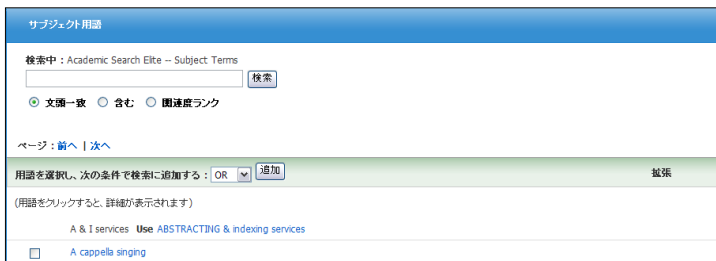 サブジェクト用語
検索中：Academic Search Elite -- Subject Terms
検索
文頭一致 含む 関連度ランク
ページ：前へ | 次へ
用語を選択し、次の条件で検索に追加する：OR 追加 拡張
(用語をクリックすると、詳細が表示されます)
A & I services Use ABSTRACTING & indexing services
A cappella singing